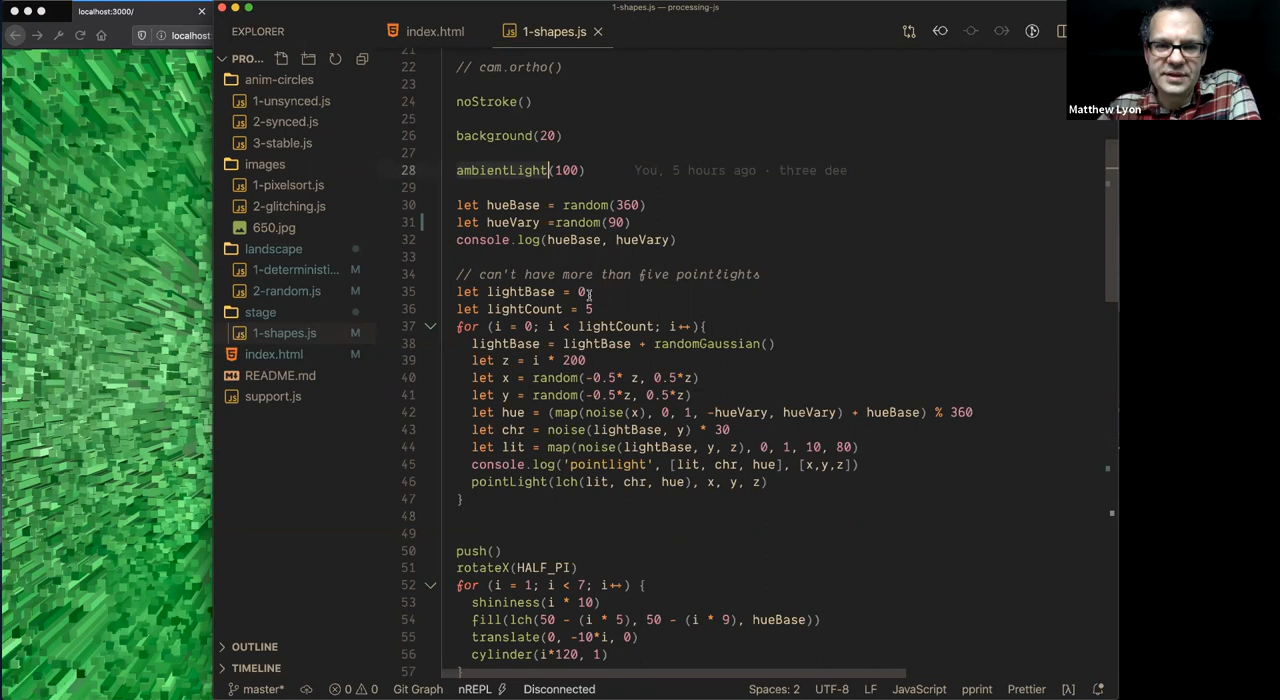 localhost:3000/
localhost
1-shapes.js — processing-js
EXPLORER
index.html
1-shapes.js
PRO...
anim-circles
1-unsynced.js
2-synced.js
3-stable.js
images
1-pixelsort.js
2-glitching.js
650.jpg
landscape
1-deterministi... M
2-random.js M
stage
1-shapes.js M
index.html M
README.md
support.js
OUTLINE
TIMELINE
21
22 // cam.ortho()
23
24 noStroke()
25
26 background(20)
27
28 ambientLight(100) You, 5 hours ago · three dee
29
30 let hueBase = random(360)
31 let hueVary =random(90)
32 console.log(hueBase, hueVary)
33
34 // can't have more than five pointlights
35 let lightBase = 0
36 let lightCount = 5
37 for (i = 0; i < lightCount; i++){
38 lightBase = lightBase + randomGaussian()
39 let z = i * 200
40 let x = random(-0.5* z, 0.5*z)
41 let y = random(-0.5*z, 0.5*z)
42 let hue = (map(noise(x), 0, 1, -hueVary, hueVary) + hueBase) % 360
43 let chr = noise(lightBase, y) * 30
44 let lit = map(noise(lightBase, y, z), 0, 1, 10, 80)
45 console.log('pointlight', [lit, chr, hue], [x,y,z])
46 pointLight(lch(lit, chr, hue), x, y, z)
47 }
48
49
50 push()
51 rotateX(HALF_PI)
52 for (i = 1; i < 7; i++) {
53 shininess(i * 10)
54 fill(lch(50 - (i * 5), 50 - (i * 9), hueBase))
55 translate(0, -10*i, 0)
56 cylinder(i*120, 1)
57 }
Matthew Lyon
master* 0 0 Git Graph nREPL Disconnected Spaces: 2 UTF-8 LF JavaScript pprint Prettier [λ]